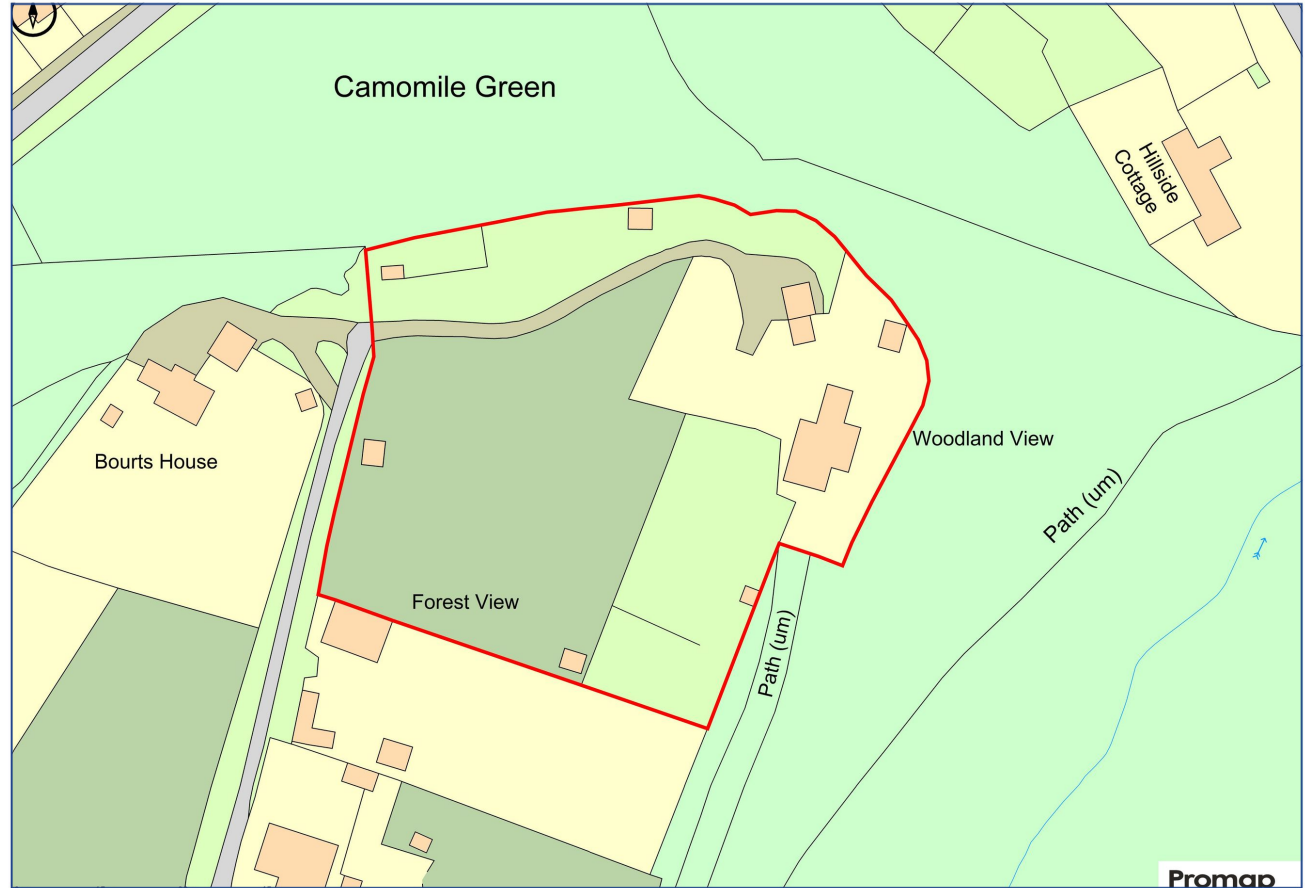 Camomile Green
Hillside
Cottage
Woodland View
Bourts House
Path (um)
Forest View
Path (um)
Promap